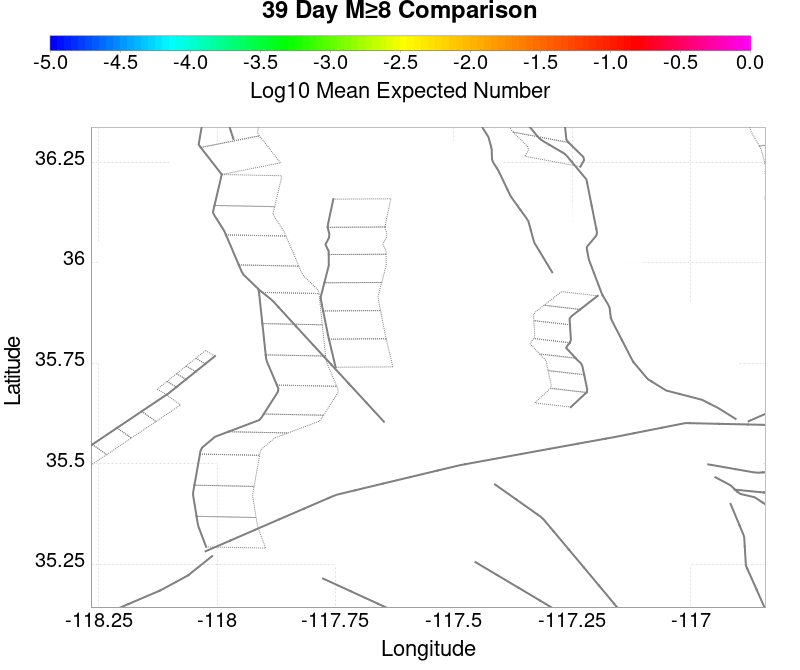 39 Day M≥8 Comparison
-5.0 -4.5 -4.0 -3.5 -3.0 -2.5 -2.0 -1.5 -1.0 -0.5 0.0
Log10 Mean Expected Number
36.25
36
35.75
35.5
35.25
Latitude
-118.25 -118 -117.75 -117.5 -117.25 -117
Longitude